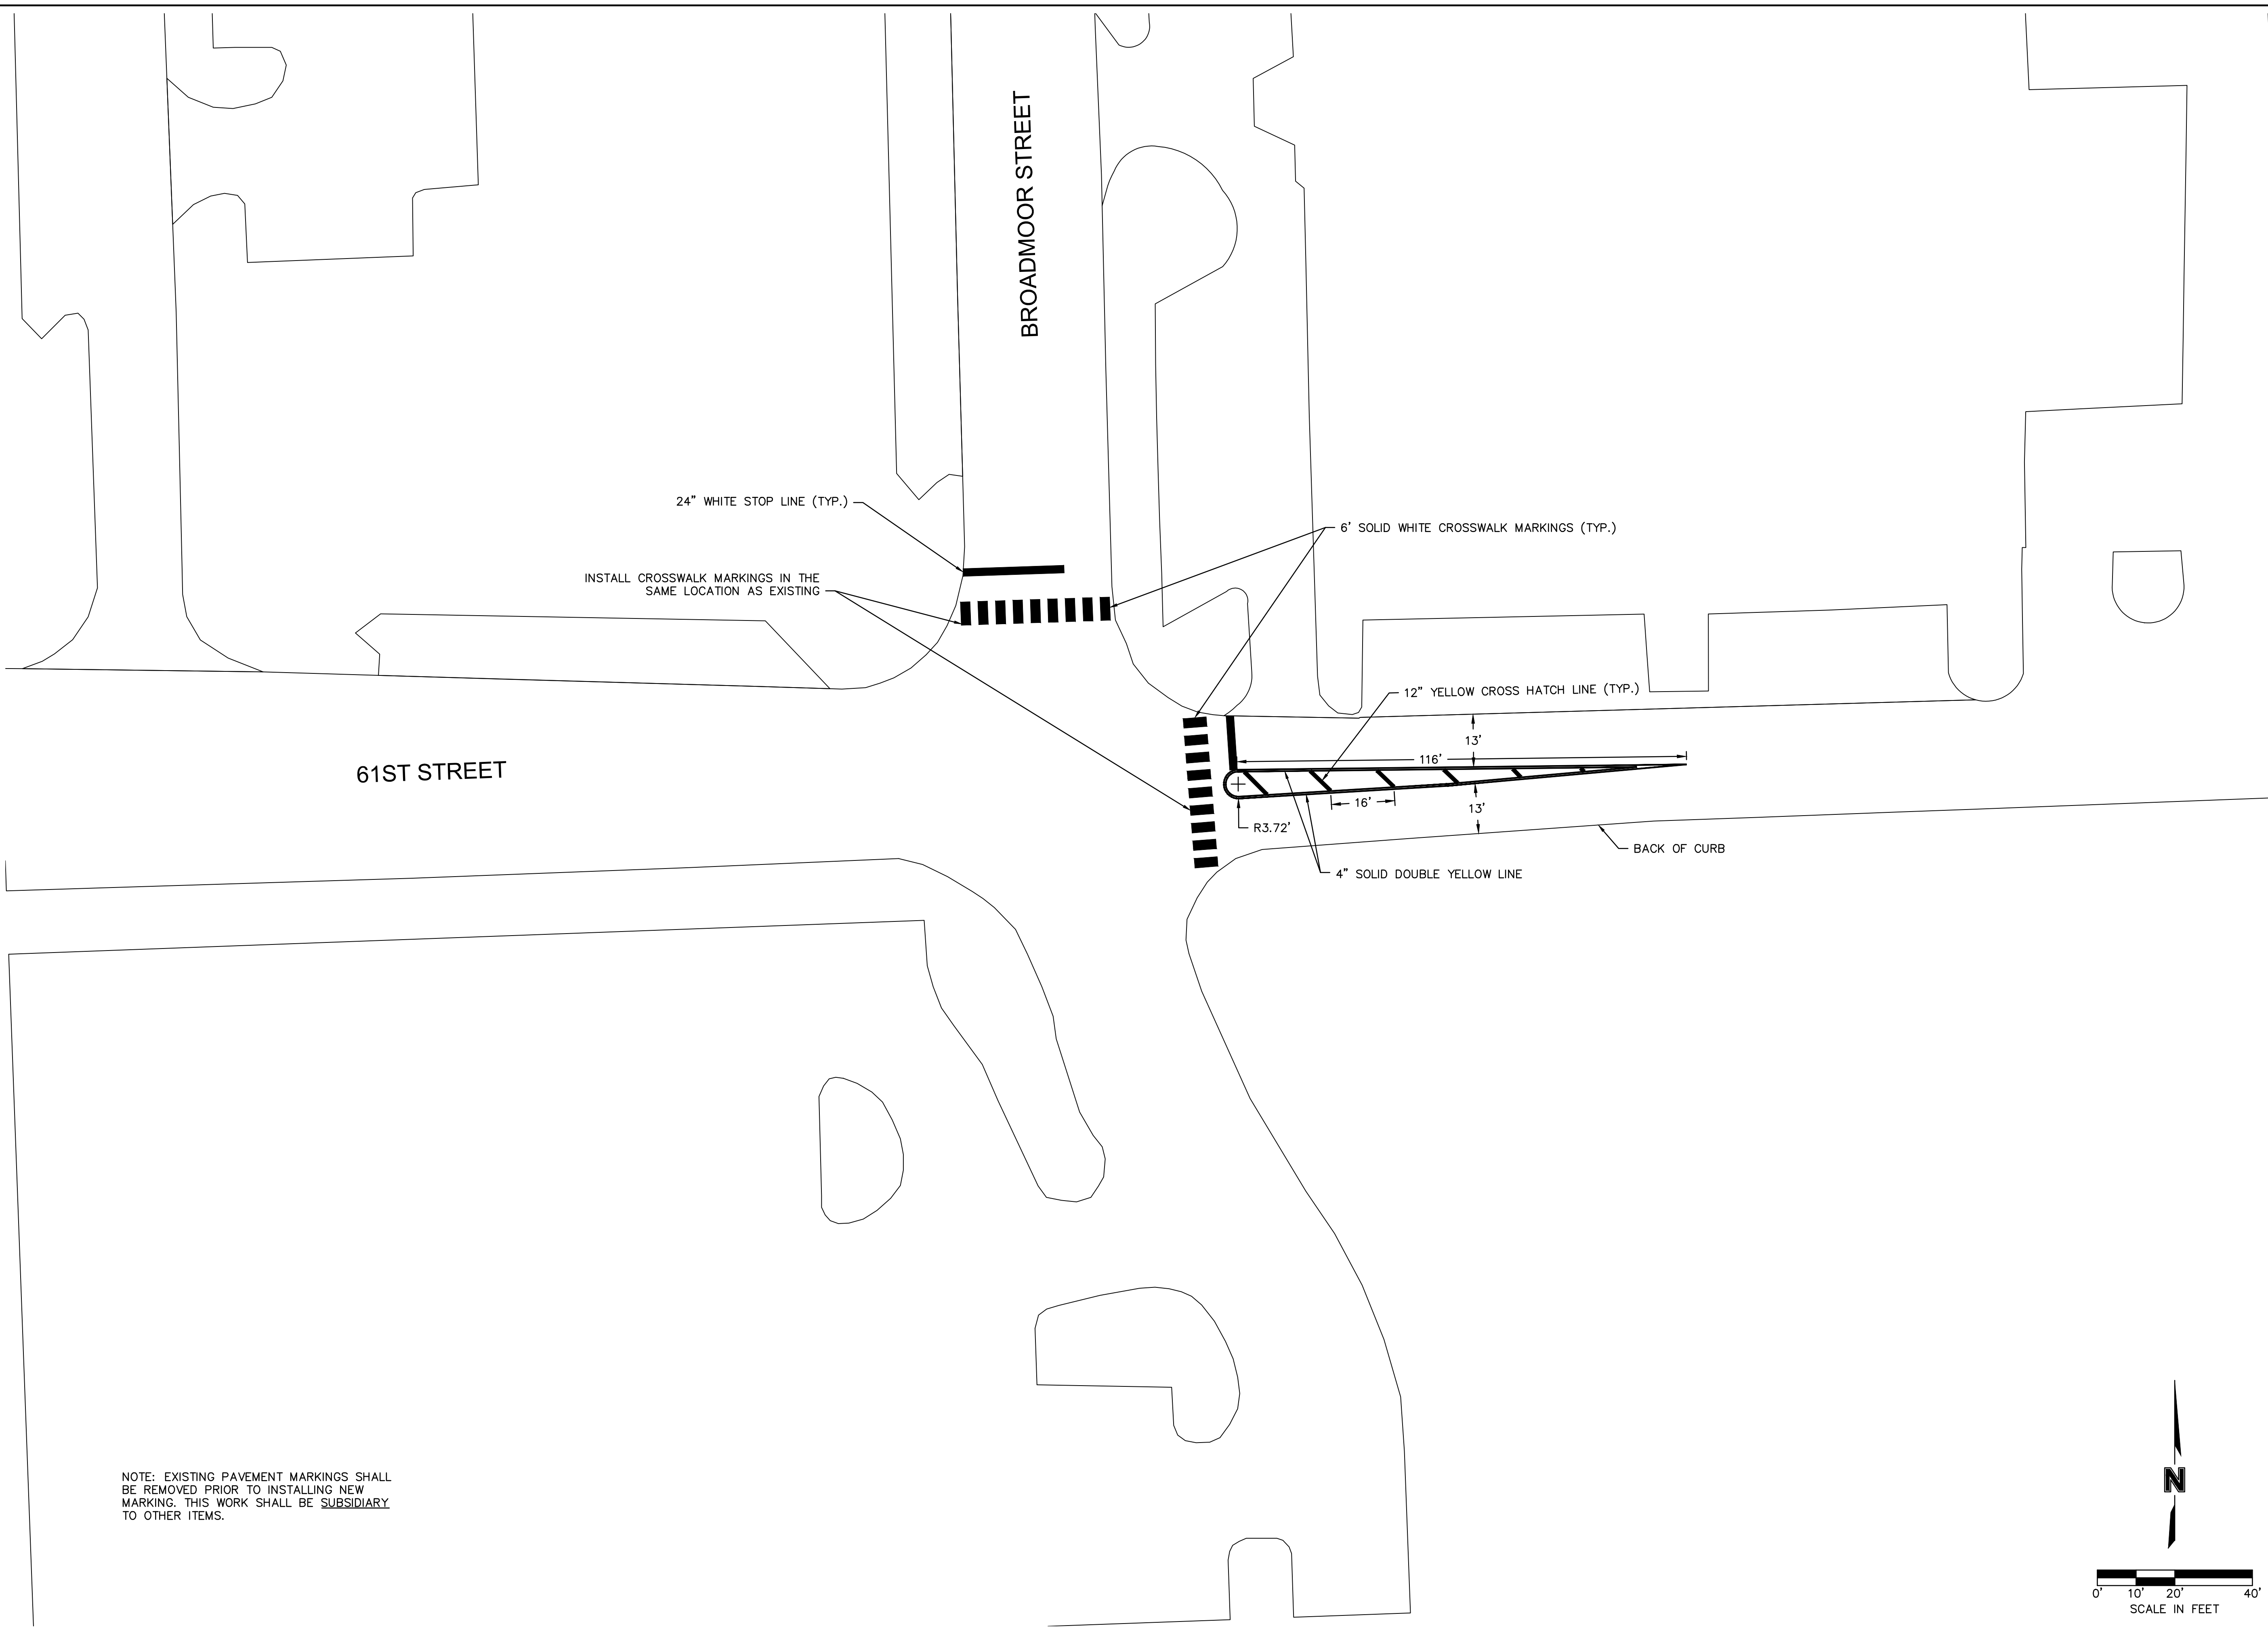 BROADMOOR STREET
24" WHITE STOP LINE (TYP.)
6' SOLID WHITE CROSSWALK MARKINGS (TYP.)
INSTALL CROSSWALK MARKINGS IN THE
SAME LOCATION AS EXISTING
12" YELLOW CROSS HATCH LINE (TYP.)
13'
116'
61ST STREET
16'
13'
R3.72'
BACK OF CURB
4" SOLID DOUBLE YELLOW LINE
NOTE: EXISTING PAVEMENT MARKINGS SHALL
BE REMOVED PRIOR TO INSTALLING NEW
MARKING. THIS WORK SHALL BE SUBSIDIARY
TO OTHER ITEMS.
N
0' 10' 20' 40'
SCALE IN FEET